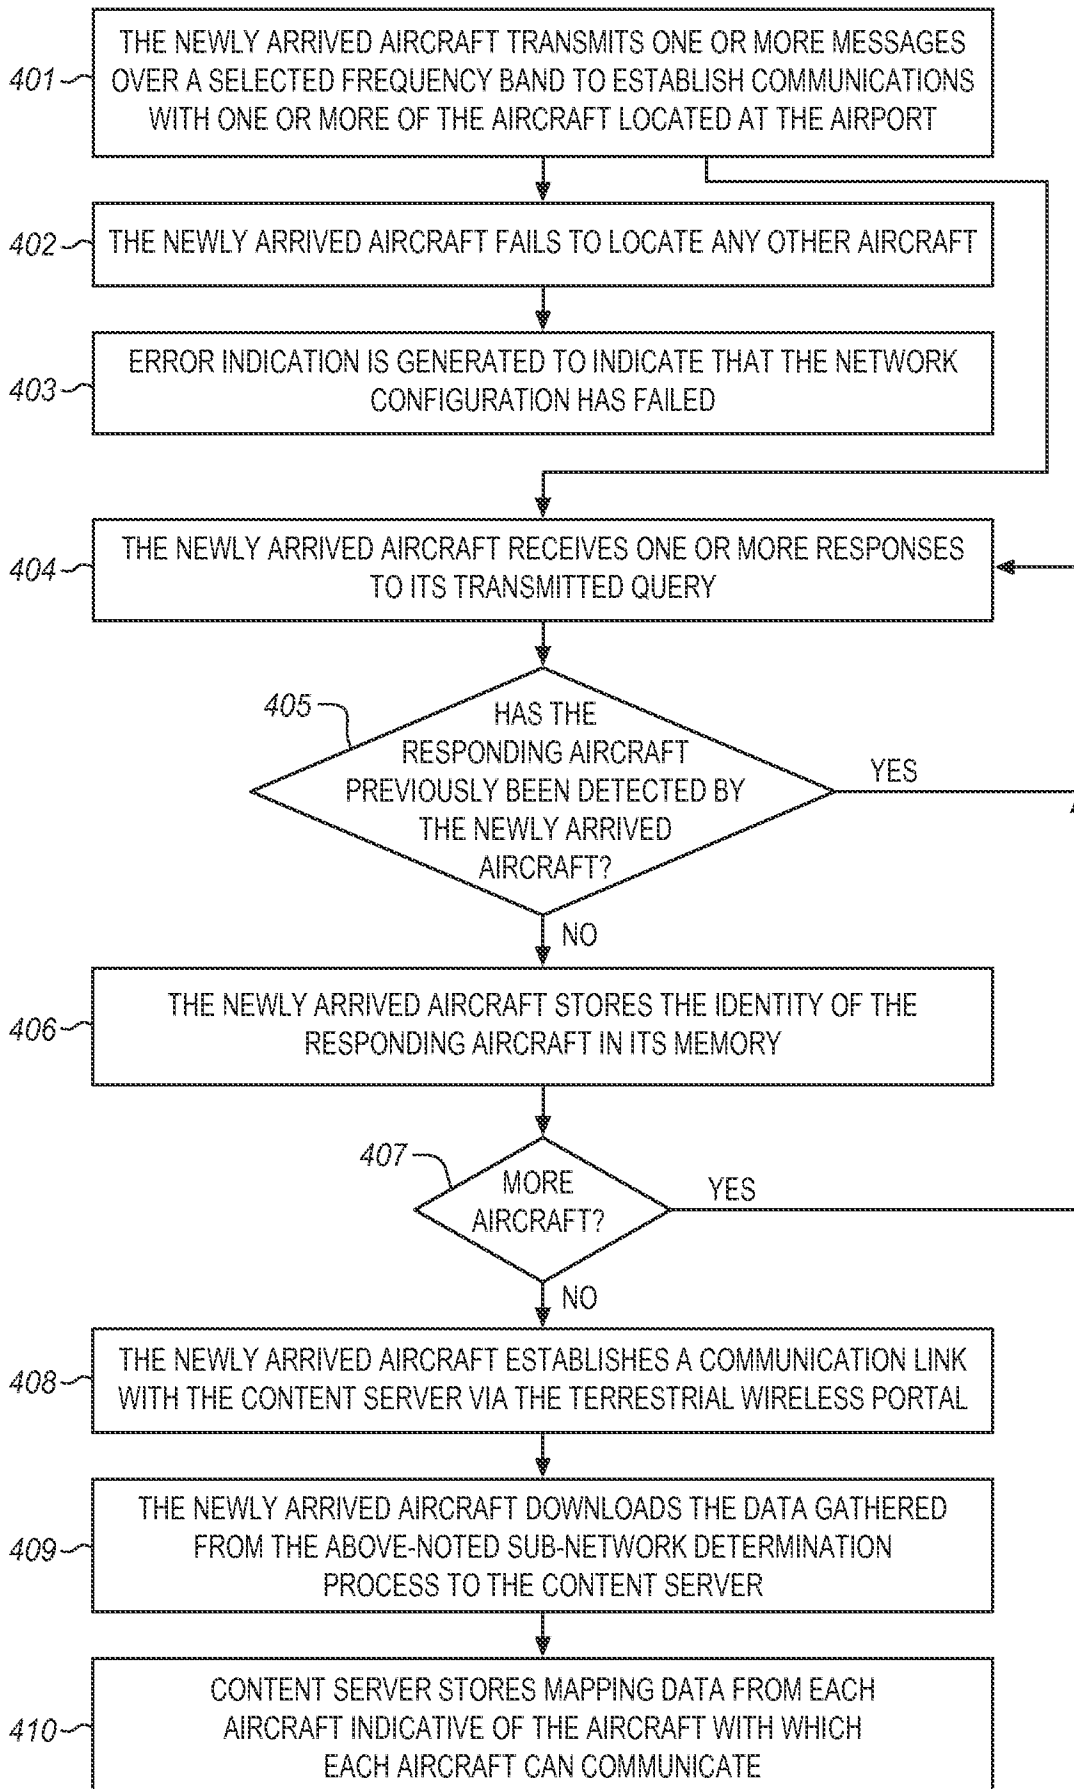 THE NEWLY ARRIVED AIRCRAFT TRANSMITS ONE OR MORE MESSAGES
401 OVER A SELECTED FREQUENCY BAND TO ESTABLISH COMMUNICATIONS
WITH ONE OR MORE OF THE AIRCRAFT LOCATED AT THE AIRPORT
402 THE NEWLY ARRIVED AIRCRAFT FAILS TO LOCATE ANY OTHER AIRCRAFT
ERROR INDICATION IS GENERATED TO INDICATE THAT THE NETWORK
403 CONFIGURATION HAS FAILED
THE NEWLY ARRIVED AIRCRAFT RECEIVES ONE OR MORE RESPONSES
404 TO ITS TRANSMITTED QUERY
405 HAS THE
RESPONDING AIRCRAFT
PREVIOUSLY BEEN DETECTED BY
THE NEWLY ARRIVED
AIRCRAFT?
YES
NO
THE NEWLY ARRIVED AIRCRAFT STORES THE IDENTITY OF THE
406 RESPONDING AIRCRAFT IN ITS MEMORY
407 MORE
AIRCRAFT?
YES
NO
THE NEWLY ARRIVED AIRCRAFT ESTABLISHES A COMMUNICATION LINK
408 WITH THE CONTENT SERVER VIA THE TERRESTRIAL WIRELESS PORTAL
THE NEWLY ARRIVED AIRCRAFT DOWNLOADS THE DATA GATHERED
409 FROM THE ABOVE-NOTED SUB-NETWORK DETERMINATION
PROCESS TO THE CONTENT SERVER
CONTENT SERVER STORES MAPPING DATA FROM EACH
410 AIRCRAFT INDICATIVE OF THE AIRCRAFT WITH WHICH
EACH AIRCRAFT CAN COMMUNICATE